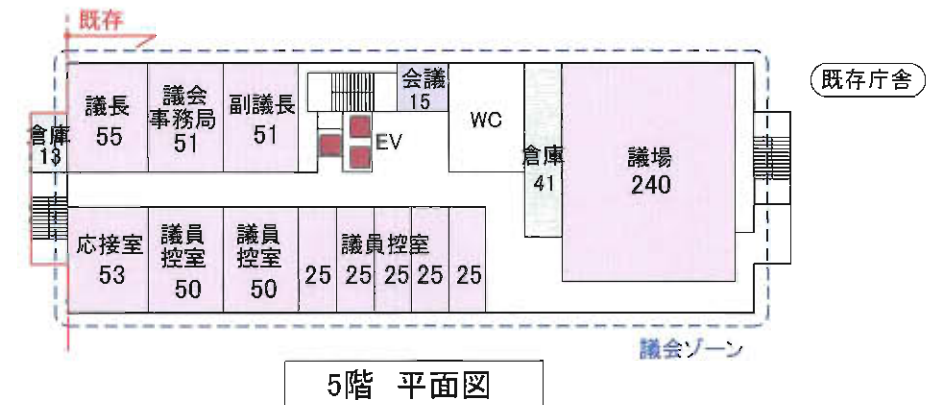 既存
既存庁舎
倉庫
13
議長
55
議会
事務局
51
副議長
51
会議
15
EV
WC
倉庫
41
議場
240
応接室
53
議員
控室
50
議員
控室
50
議員控室
25 25 25 25 25
議会ゾーン
5階 平面図